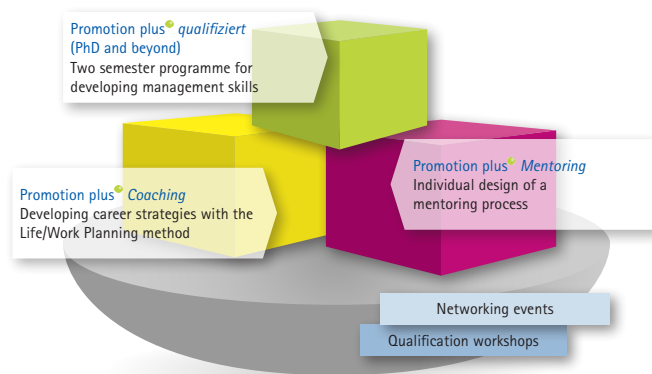 Promotion plus qualifiziert
(PhD and beyond)
Two semester programme for
developing management skills
Promotion plus Mentoring
Individual design of a
mentoring process
Promotion plus Coaching
Developing career strategies with the
Life/Work Planning method
Networking events
Qualification workshops